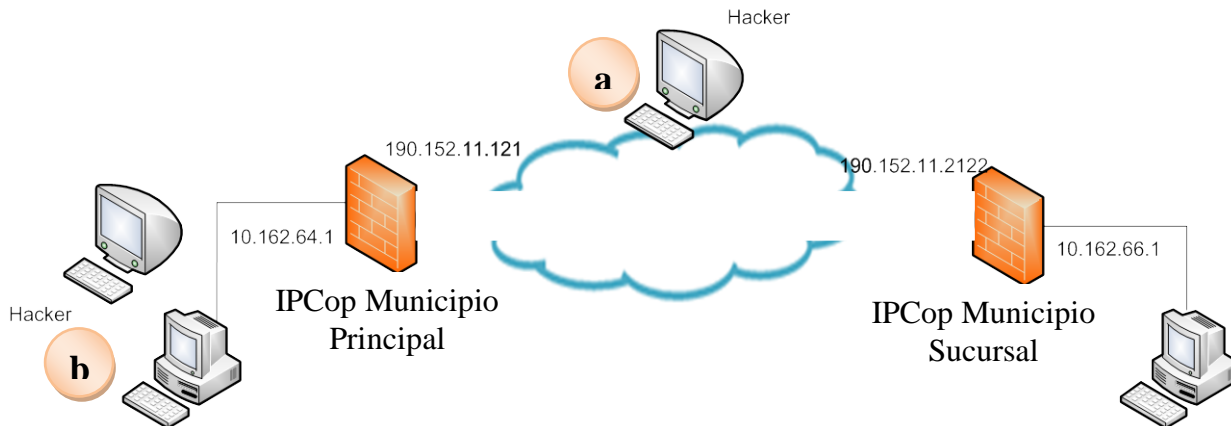 Hacker
a
190.152.11.121
190.152.11.2122
10.162.64.1
10.162.66.1
IPCop Municipio
Principal
IPCop Municipio
Sucursal
Hacker
b